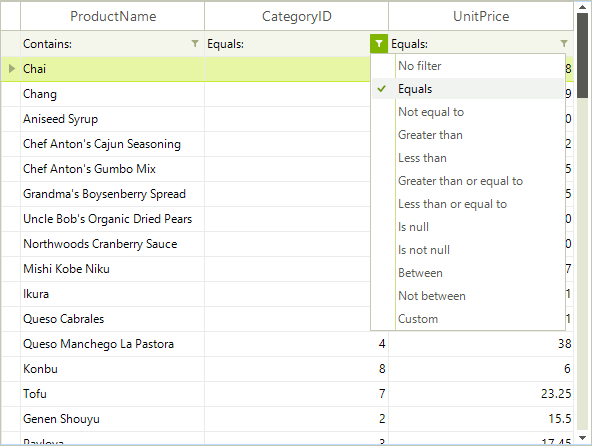 ProductName CategoryID UnitPrice
Contains: Equals: Equals:
No filter
Chai 8
Equals
Chang 9
Not equal to
Aniseed Syrup 0
Greater than
Chef Anton's Cajun Seasoning 2
Less than
Chef Anton's Gumbo Mix 5
Greater than or equal to
Grandma's Boysenberry Spread 5
Less than or equal to
Uncle Bob's Organic Dried Pears 0
Is null
Northwoods Cranberry Sauce 0
Is not null
Mishi Kobe Niku 7
Between
Ikura 1
Not between
Queso Cabrales 1
Custom
Queso Manchego La Pastora 4 38
Konbu 8 6
Tofu 7 23.25
Genen Shouyu 2 15.5
Pavlova 3 17.45